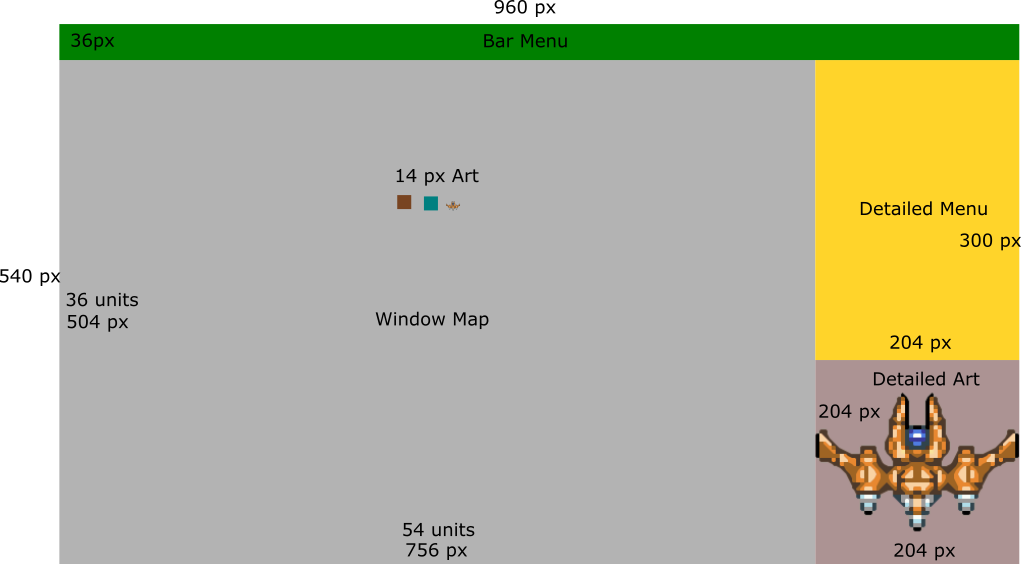 960 px
36px
Bar Menu
14 px Art
Detailed Menu
300 px
540 px
36 units
504 px
Window Map
204 px
Detailed Art
204 px
54 units
756 px
204 px